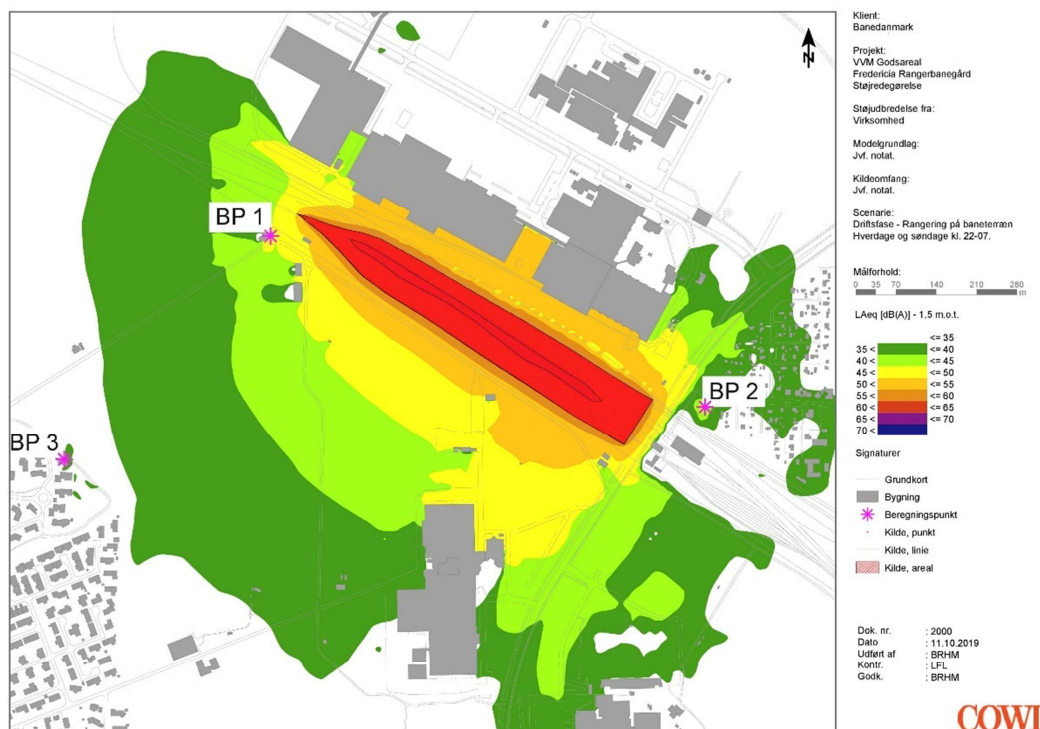 BP 1
BP 2
BP 3
N
Klient:
Banedanmark
Projekt:
VVM Godsareal
Fredericia Rangerbanegård
Støjredegørelse
Støjudbredelse fra:
Virksomhed
Modelgrundlag:
Jvf. notat.
Kildeomfang:
Jvf. notat.
Scenarie:
Driftsfase - Rangering på baneterræn
Hverdage og søndage kl. 22-07.
Målforhold:
0 35 70 140 210 280
m
LAeq [dB(A)] - 1,5 m.o.t.
<= 35
35 < <= 40
40 < <= 45
45 < <= 50
50 < <= 55
55 < <= 60
60 < <= 65
65 < <= 70
70 <
Signaturer
Grundkort
Bygning
Beregningspunkt
Kilde, punkt
Kilde, linie
Kilde, areal
Dok. nr. : 2000
Dato : 11.10.2019
Udført af : BRHM
Kontr. : LFL
Godk. : BRHM
COWI